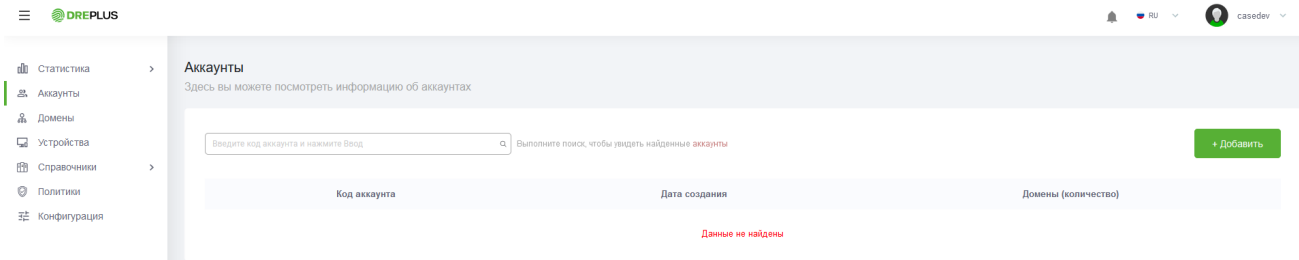 DREPLUS
RU
casedev
Статистика
Аккаунты
Домены
Устройства
Справочники
Политики
Конфигурация
Аккаунты
Здесь вы можете посмотреть информацию об аккаунтах
Введите код аккаунта и нажмите Ввод
Выполните поиск, чтобы увидеть найденные аккаунты
+ Добавить
Код аккаунта Дата создания Домены (количество)
Данные не найдены